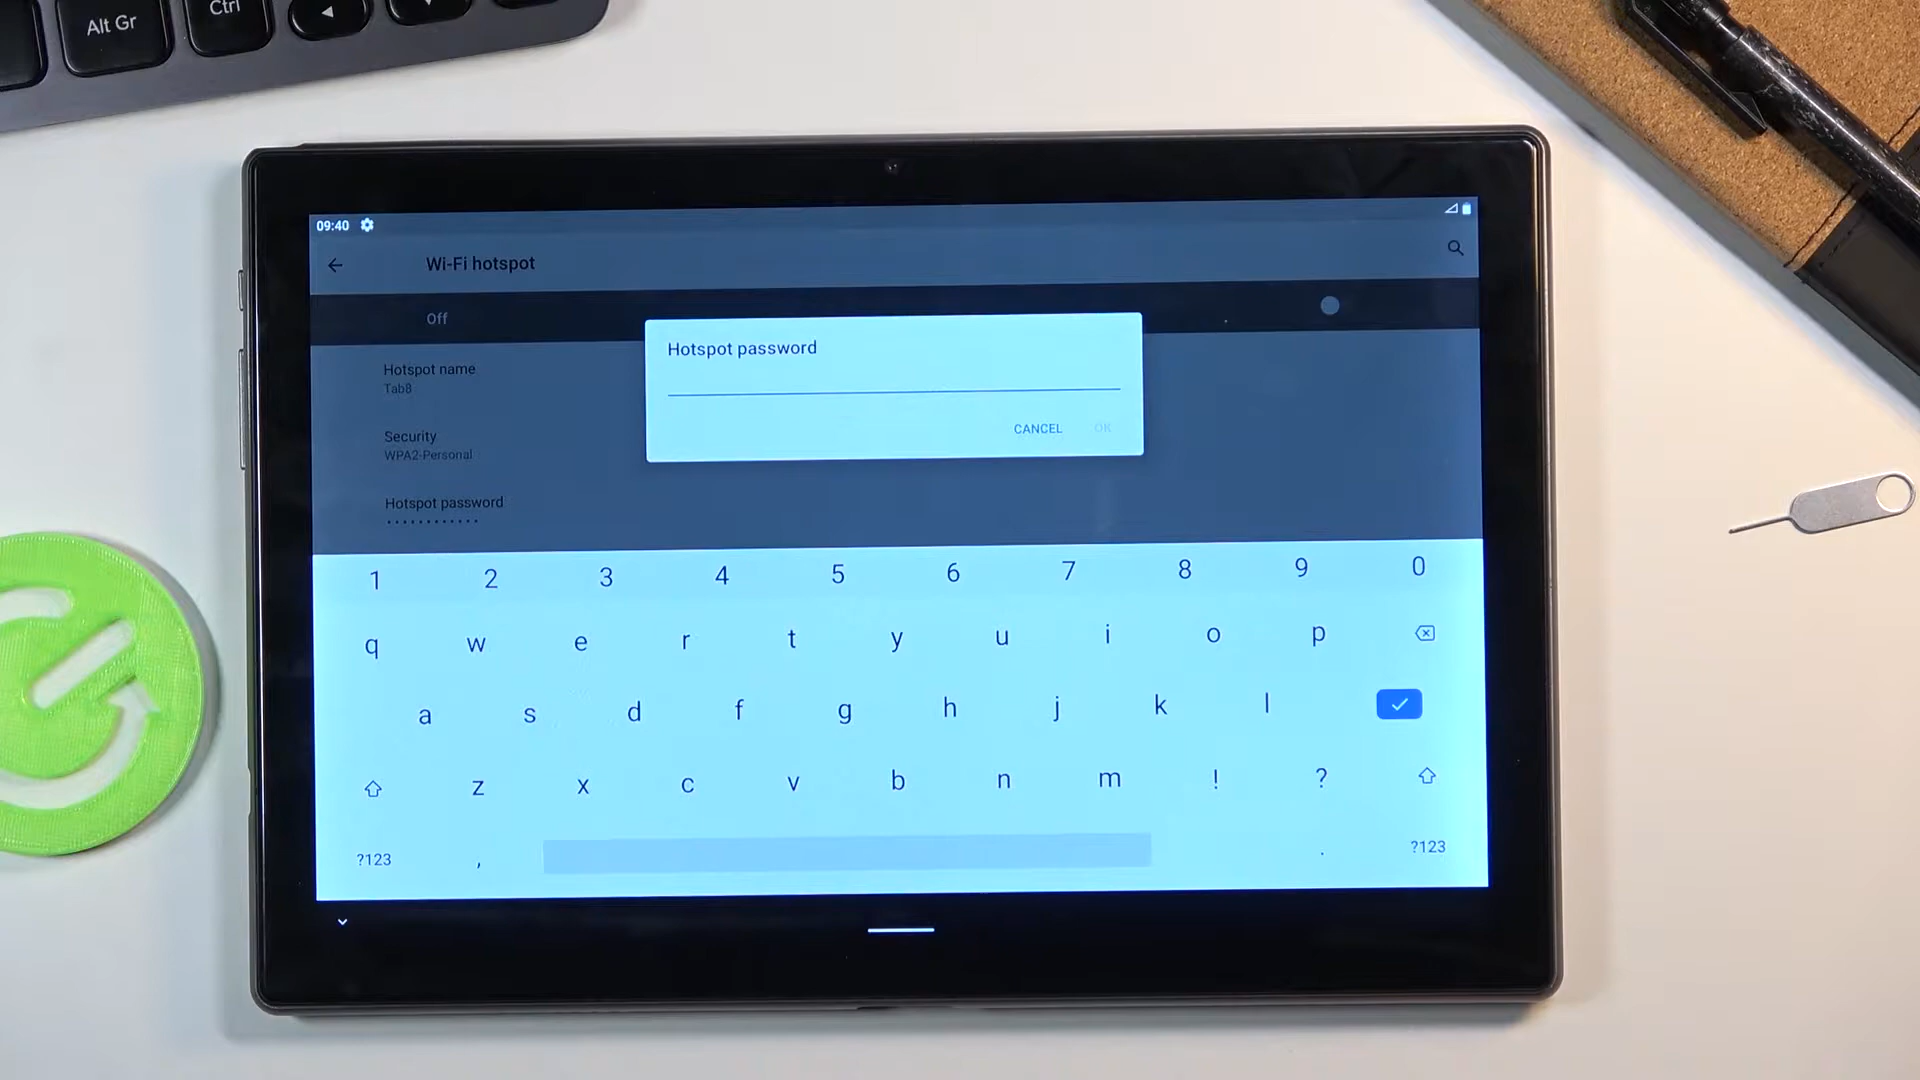 Alt Gr
Ctrl
09:40
Wi-Fi hotspot
Off
Hotspot password
CANCEL OK
Hotspot name
Tab8
Security
WPA2-Personal
Hotspot password
............
1 2 3 4 5 6 7 8 9 0
q w e r t y u i o p
a s d f g h j k l
z x c v b n m ! ?
?123 , . ?123